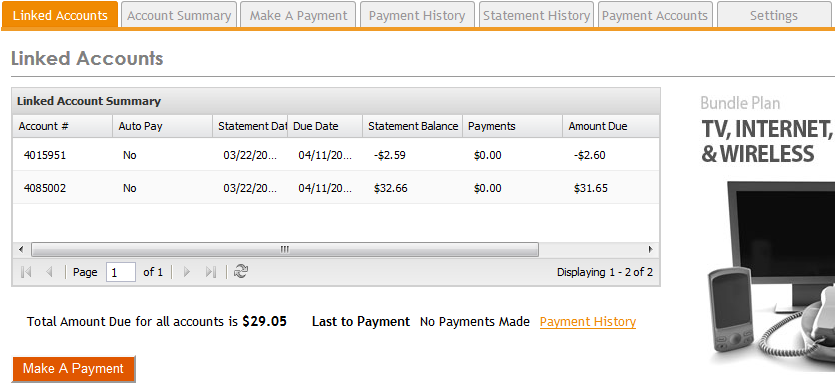 Linked Accounts Account Summary Make A Payment Payment History Statement History Payment Accounts Settings
Linked Accounts
Linked Account Summary
Account # Auto Pay Statement Dat Due Date Statement Balance Payments Amount Due
4015951 No 03/22/20... 04/11/20... -$2.59 $0.00 -$2.60
4085002 No 03/22/20... 04/11/20... $32.66 $0.00 $31.65
Page 1 of 1 Displaying 1 - 2 of 2
Total Amount Due for all accounts is $29.05 Last to Payment No Payments Made Payment History
Make A Payment
Bundle Plan
TV, INTERNET,
& WIRELESS